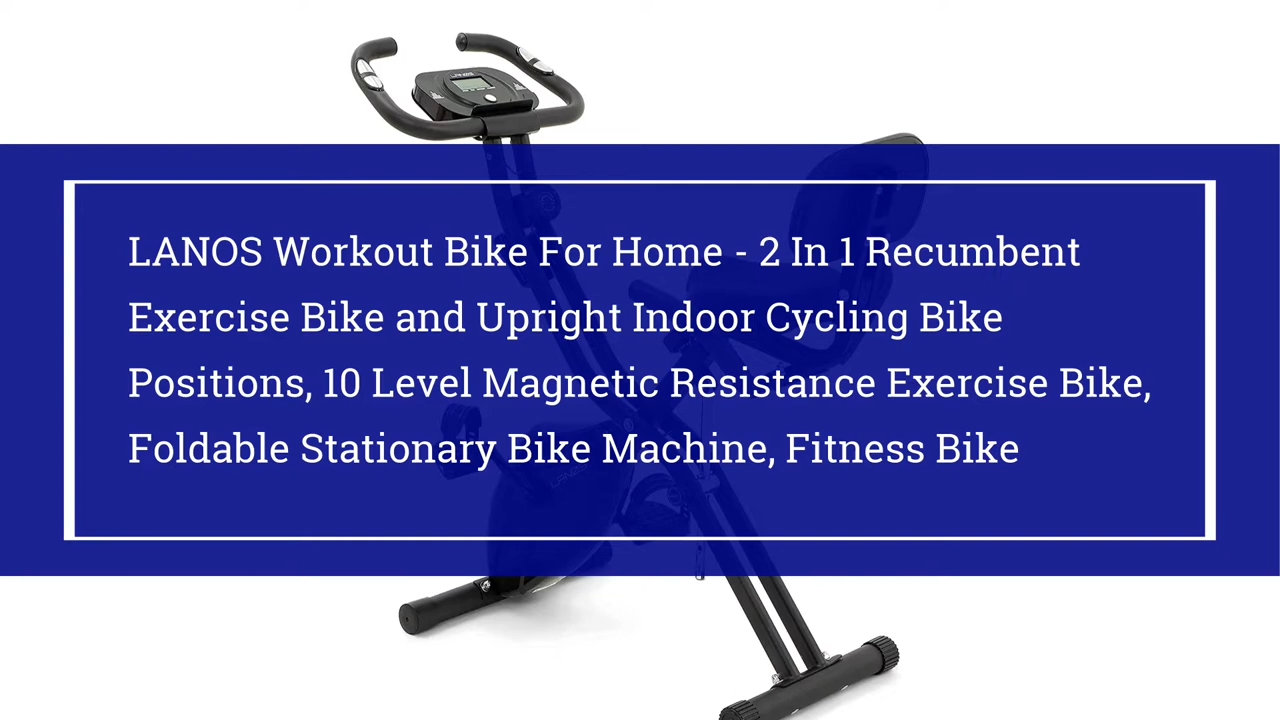 LANOS Workout Bike For Home - 2 In 1 Recumbent
Exercise Bike and Upright Indoor Cycling Bike
Positions, 10 Level Magnetic Resistance Exercise Bike,
Foldable Stationary Bike Machine, Fitness Bike